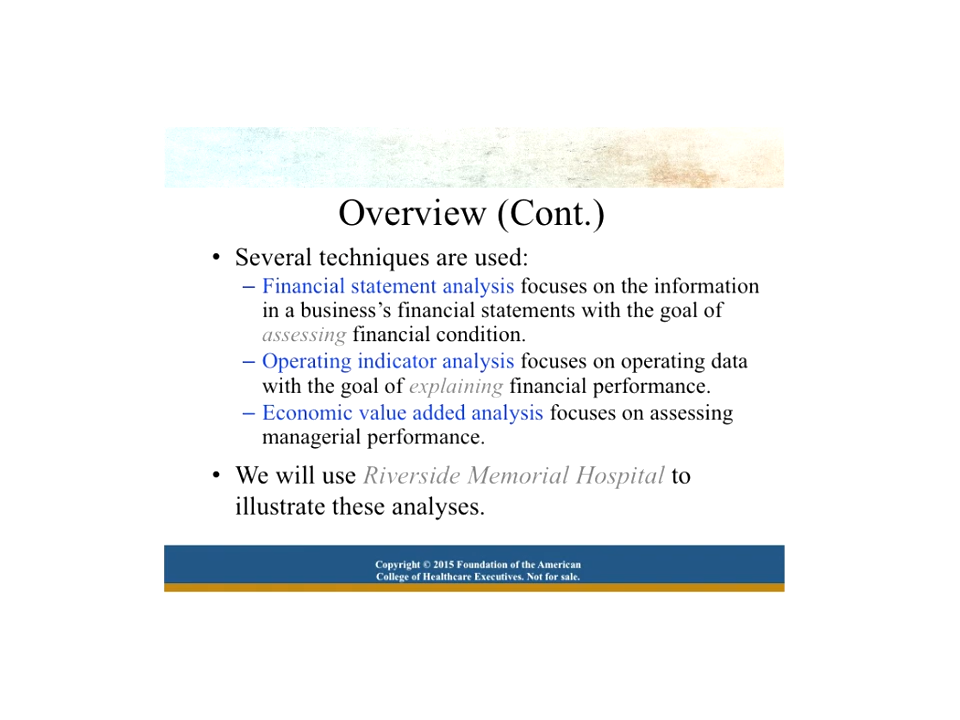 Overview (Cont.)
• Several techniques are used:
– Financial statement analysis focuses on the information
in a business’s financial statements with the goal of
assessing financial condition.
– Operating indicator analysis focuses on operating data
with the goal of explaining financial performance.
– Economic value added analysis focuses on assessing
managerial performance.
• We will use Riverside Memorial Hospital to
illustrate these analyses.
Copyright © 2015 Foundation of the American
College of Healthcare Executives. Not for sale.